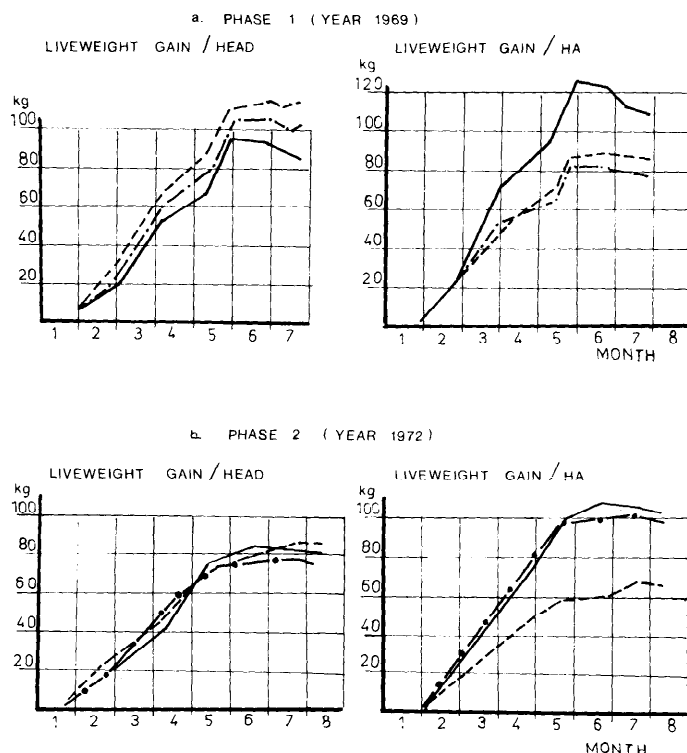 a. PHASE 1 ( YEAR 1969 )
LIVEWEIGHT GAIN / HEAD
LIVEWEIGHT GAIN / HA
kg
100
80
60
40
20
1 2 3 4 5 6 7
kg
120
100
80
60
40
20
1 2 3 4 5 6 7 8
MONTH
b. PHASE 2 ( YEAR 1972 )
LIVEWEIGHT GAIN / HEAD
LIVEWEIGHT GAIN / HA
kg
100
80
60
40
20
1 2 3 4 5 6 7 8
kg
100
80
60
40
20
1 2 3 4 5 6 7 8
MONTH